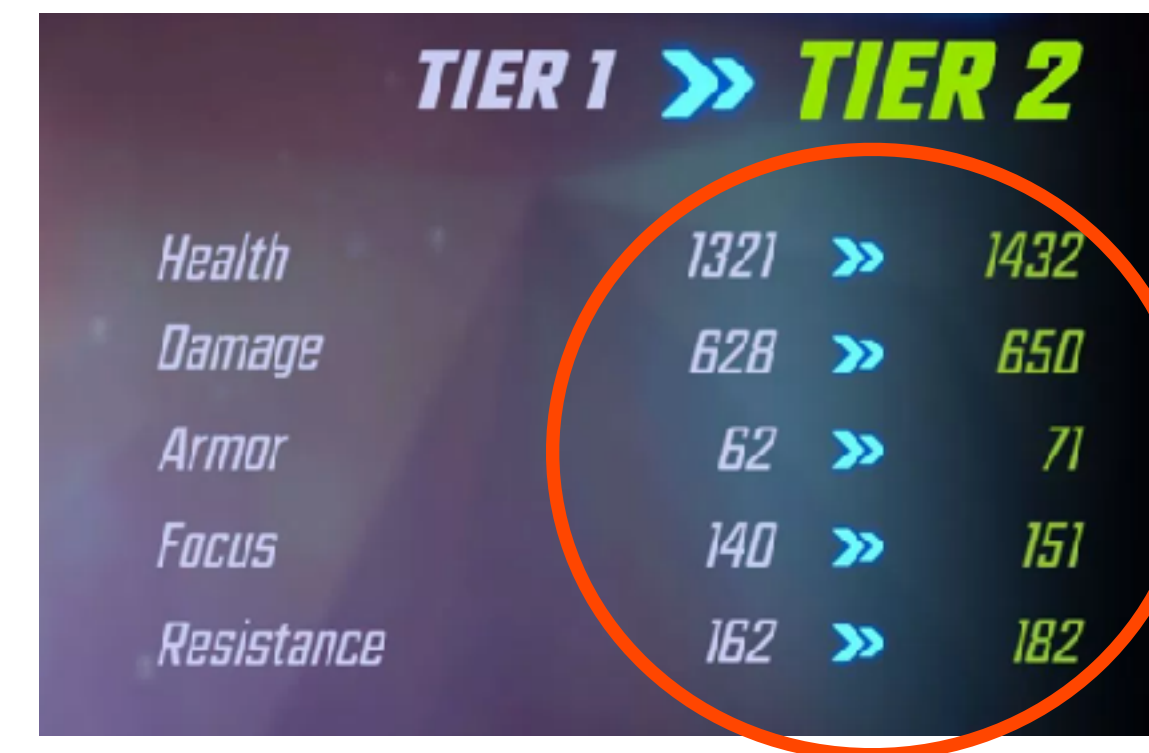 TIER 1 » TIER 2
Health 1321 » 1432
Damage 628 » 650
Armor 62 » 71
Focus 140 » 151
Resistance 162 » 182